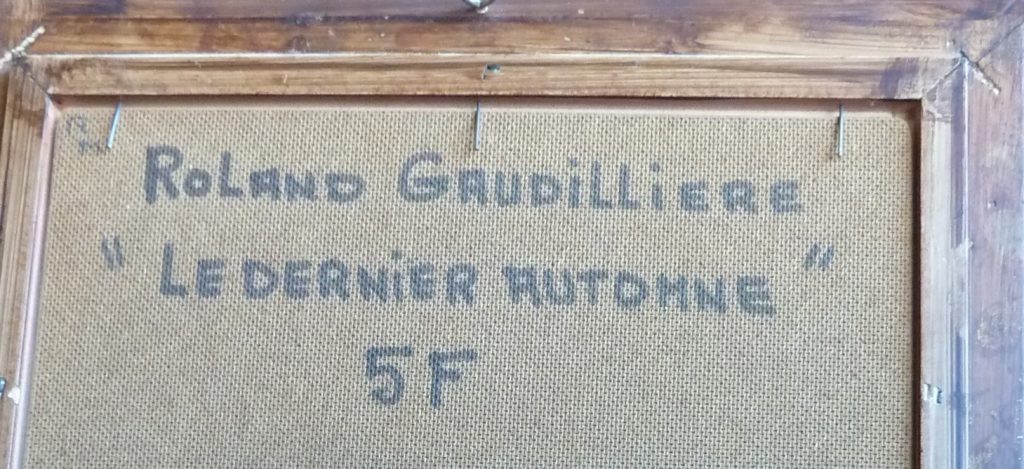 Roland Gaudilliere
" Le dernier automne "
5F